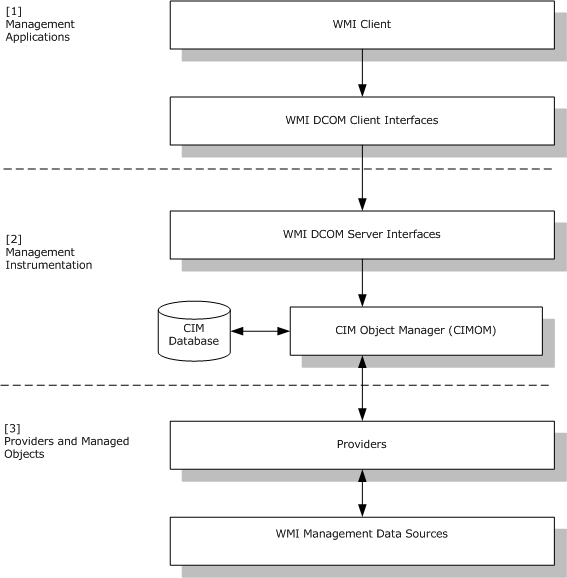 [1]
Management
Applications
WMI Client
WMI DCOM Client Interfaces
[2]
Management
Instrumentation
WMI DCOM Server Interfaces
CIM
Database
CIM Object Manager (CIMOM)
[3]
Providers and Managed
Objects
Providers
WMI Management Data Sources